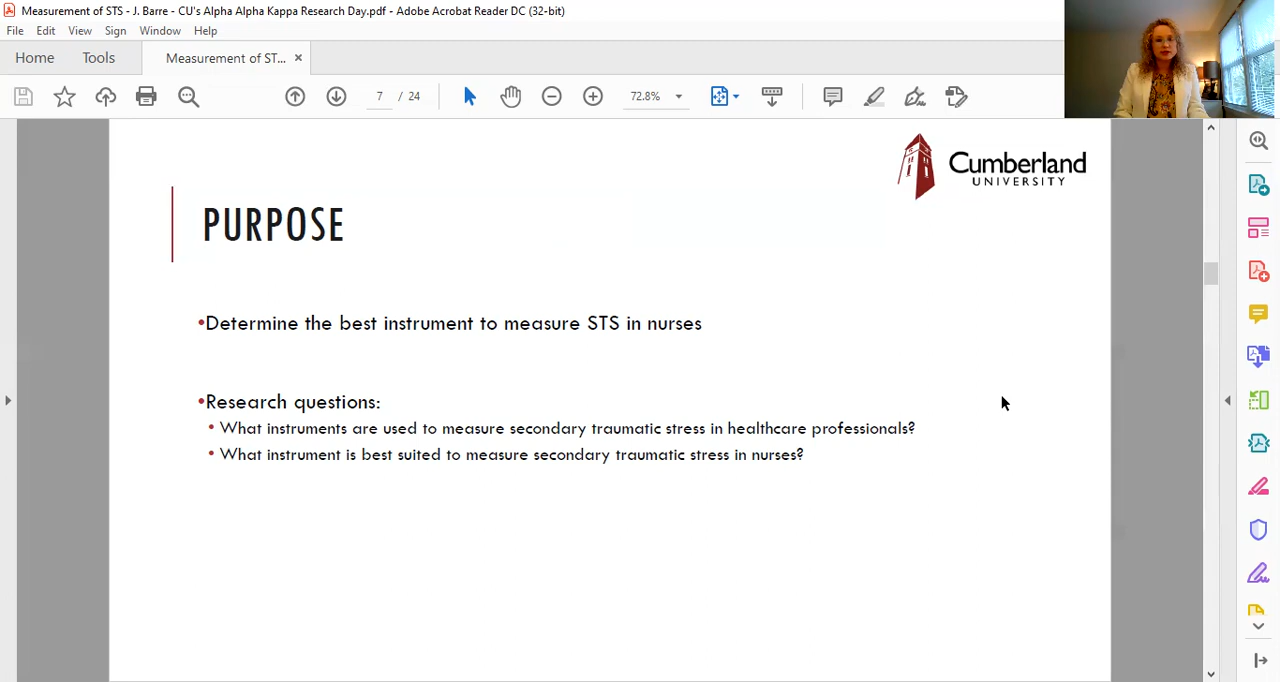 Measurement of STS - J. Barre - CU's Alpha Alpha Kappa Research Day.pdf - Adobe Acrobat Reader DC (32-bit)
File Edit View Sign Window Help
Home Tools Measurement of ST... ×
7 / 24 72.8%
Cumberland
UNIVERSITY
PURPOSE
•Determine the best instrument to measure STS in nurses
•Research questions:
• What instruments are used to measure secondary traumatic stress in healthcare professionals?
• What instrument is best suited to measure secondary traumatic stress in nurses?